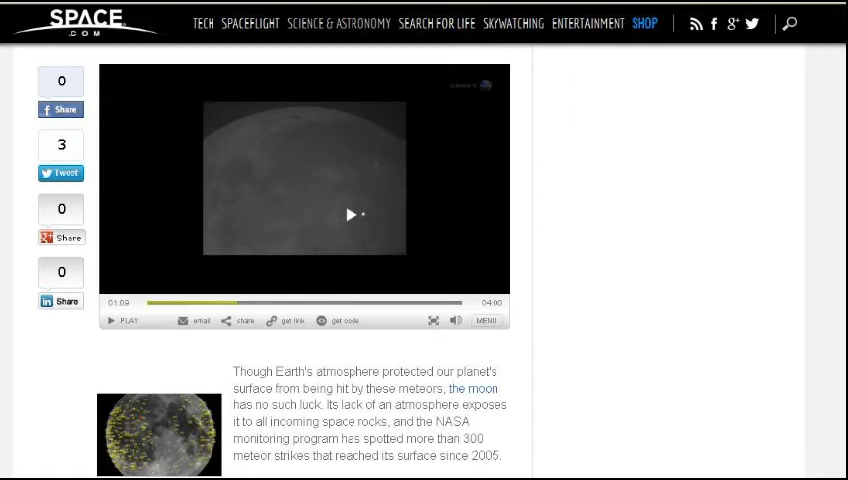 SPACE
.COM
TECH SPACEFLIGHT SCIENCE & ASTRONOMY SEARCH FOR LIFE SKYWATCHING ENTERTAINMENT SHOP
0
Share
3
Tweet
0
Share
0
Share
01:09 04:00
PLAY email share get link get code MENU
Though Earth's atmosphere protected our planet's
surface from being hit by these meteors, the moon
has no such luck. Its lack of an atmosphere exposes
it to all incoming space rocks, and the NASA
monitoring program has spotted more than 300
meteor strikes that reached its surface since 2005.